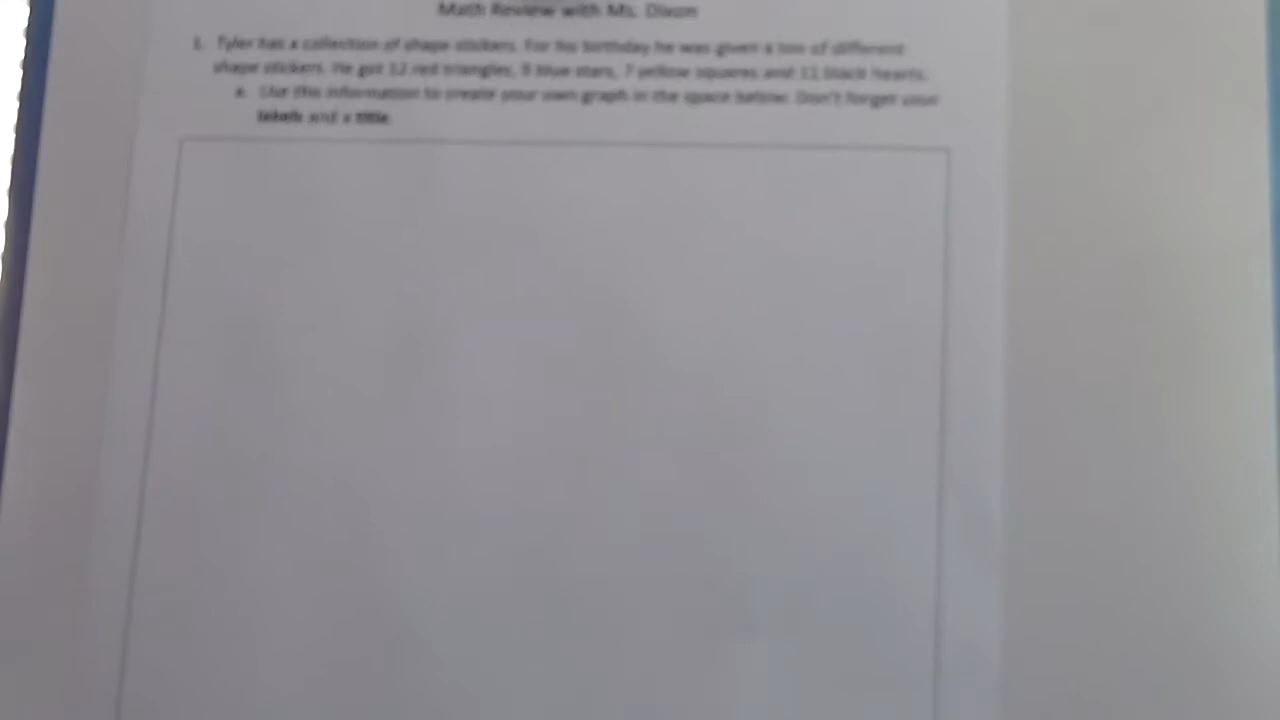 Math Review with Ms. Dixon
1. Tyler has a collection of shape stickers. For his birthday he was given a ton of different
shape stickers. He got 12 red triangles, 9 blue stars, 7 yellow squares and 11 black hearts.
a. Use this information to create your own graph in the space below. Don't forget your
labels and a title.